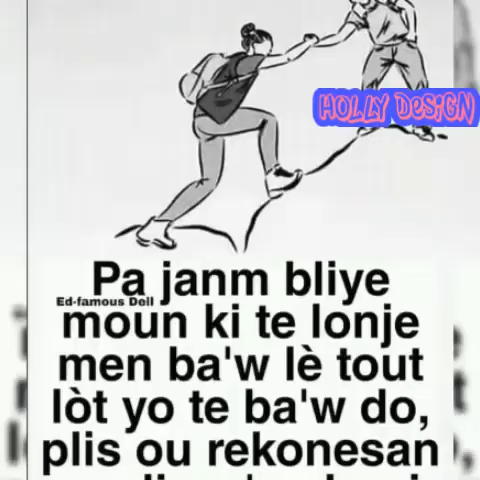 HOLLY DESIGN
Pa janm bliye
Ed-famous Dell
moun ki te lonje
men ba'w lè tout
lòt yo te ba'w do,
plis ou rekonesan